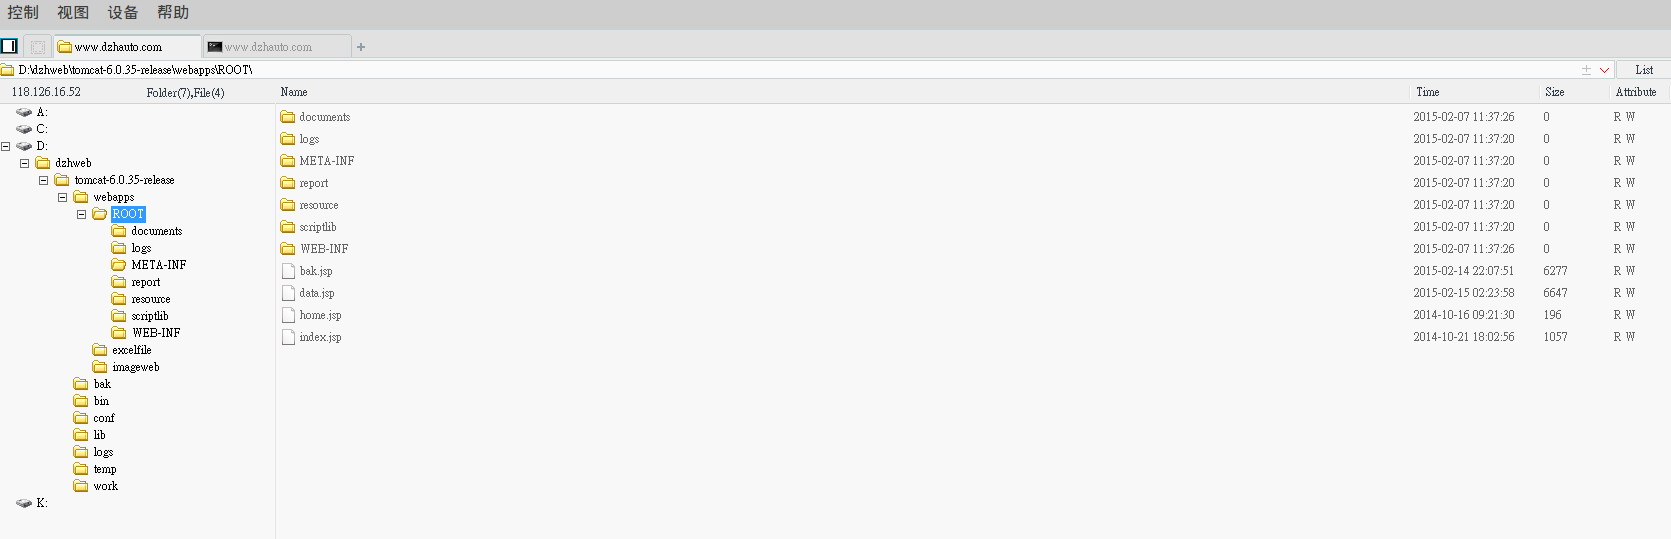 控制 视图 设备 帮助
www.dzhauto.com www.dzhauto.com +
D:\dzhweb\tomcat-6.0.35-release\webapps\ROOT\ List
118.126.16.52 Folder(7),File(4) Name Time Size Attribute
A:
C:
D:
dzhweb
tomcat-6.0.35-release
webapps
ROOT
documents
logs
META-INF
report
resource
scriptlib
WEB-INF
excelfile
imageweb
bak
bin
conf
lib
logs
temp
work
K:
documents 2015-02-07 11:37:26 0 R W
logs 2015-02-07 11:37:20 0 R W
META-INF 2015-02-07 11:37:20 0 R W
report 2015-02-07 11:37:20 0 R W
resource 2015-02-07 11:37:20 0 R W
scriptlib 2015-02-07 11:37:20 0 R W
WEB-INF 2015-02-07 11:37:26 0 R W
bak.jsp 2015-02-14 22:07:51 6277 R W
data.jsp 2015-02-15 02:23:58 6647 R W
home.jsp 2014-10-16 09:21:30 196 R W
index.jsp 2014-10-21 18:02:56 1057 R W